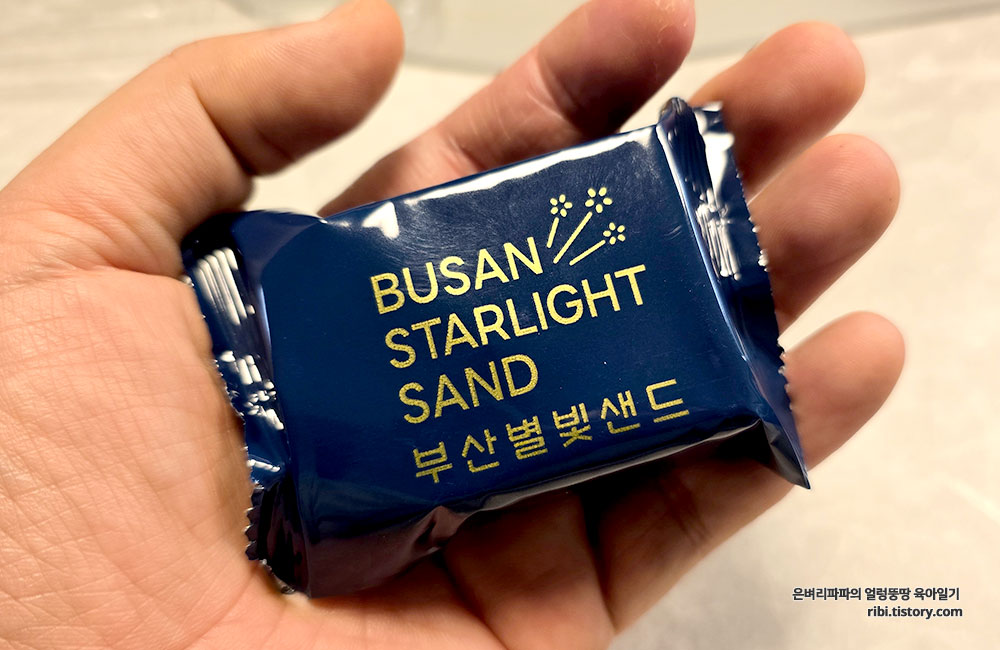 BUSAN
STARLIGHT
SAND
부산별빛샌드
은벼리파파의 얼렁뚱땅 육아일기
ribi.tistory.com